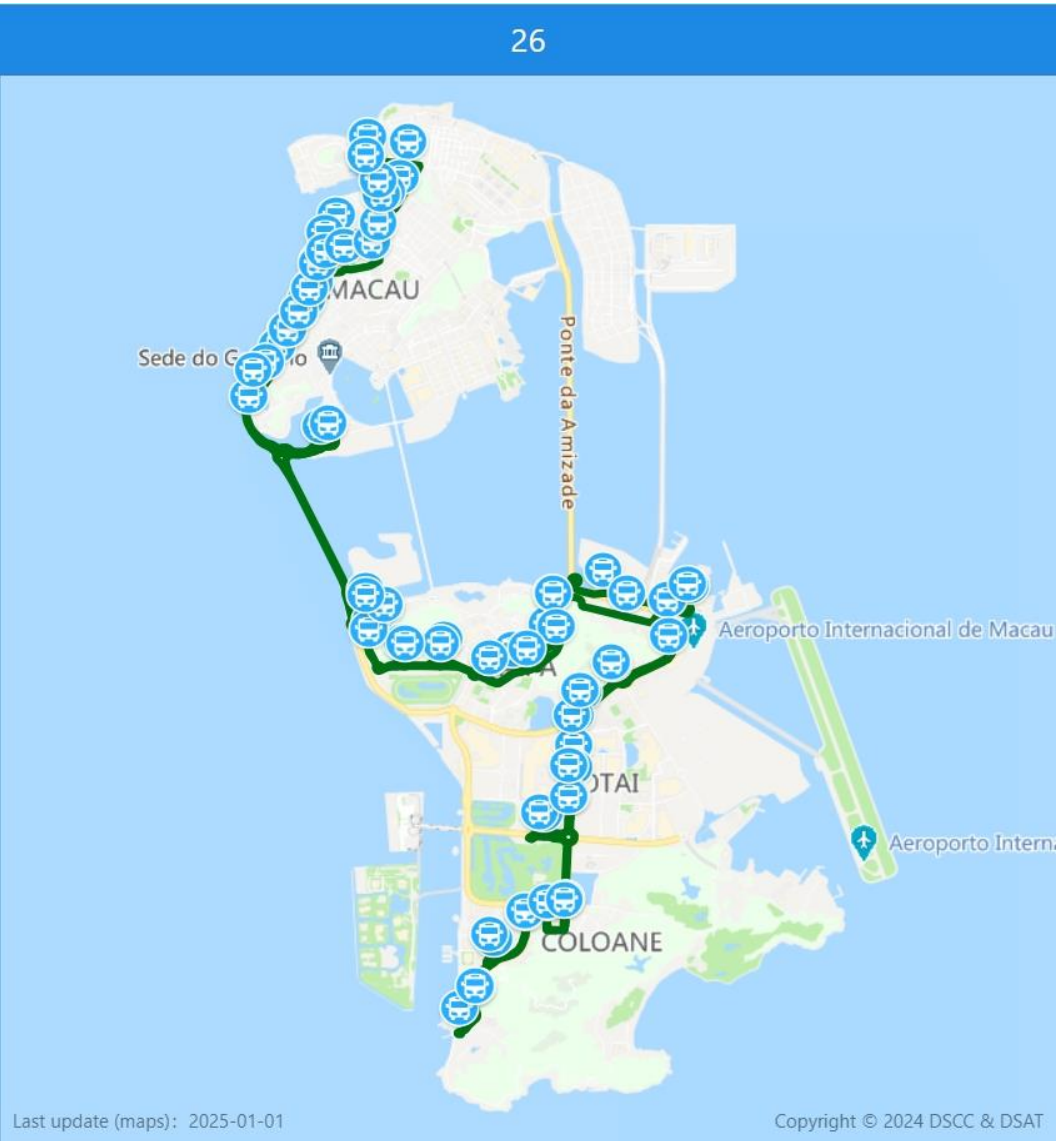 26
MACAU
Sede do G
o
Ponte da Amizade
Aeroporto Internacional de Macau
PA
OTAI
Aeroporto Interna
COLOANE
Last update (maps): 2025-01-01
Copyright © 2024 DSCC & DSAT